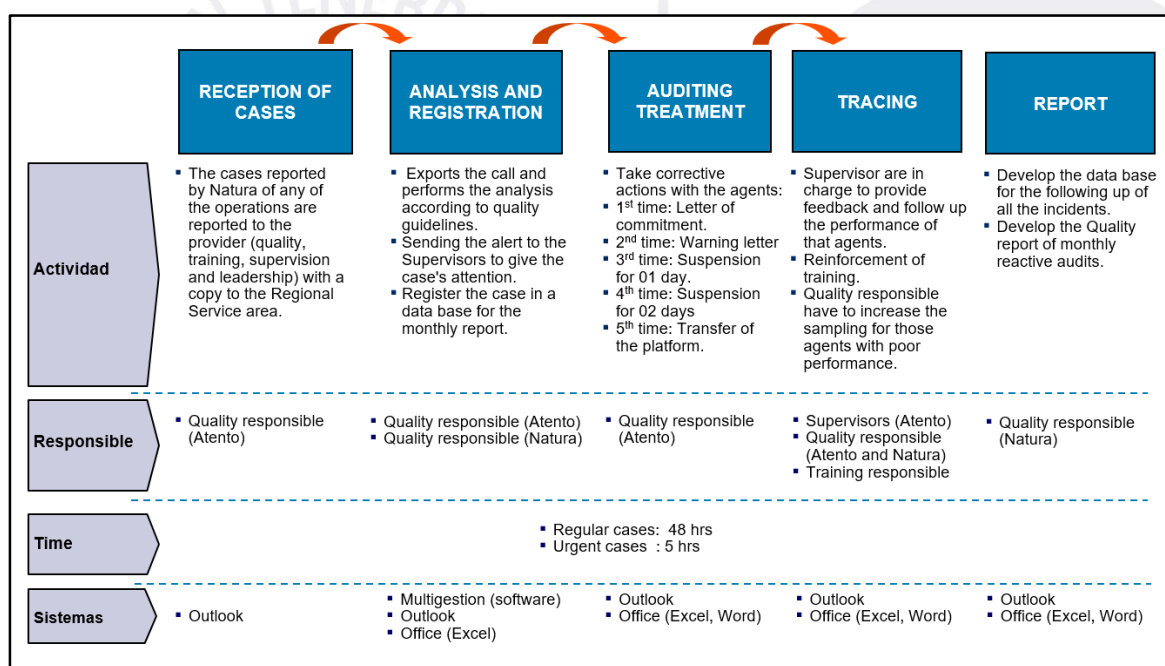 TENEBR
RECEPTION OF
CASES
ANALYSIS AND
REGISTRATION
AUDITING
TREATMENT
TRACING
REPORT
Actividad
▪ The cases reported
by Natura of any of
the operations are
reported to the
provider (quality,
training, supervision
and leadership) with a
copy to the Regional
Service area.
▪ Exports the call and
performs the analysis
according to quality
guidelines.
▪ Sending the alert to the
Supervisors to give the
case's attention.
▪ Register the case in a
data base for the
monthly report.
▪ Take corrective
actions with the agents:
▪ 1st time: Letter of
commitment.
▪ 2nd time: Warning letter
▪ 3rd time: Suspension
for 01 day.
▪ 4th time: Suspension
for 02 days
▪ 5th time: Transfer of
the platform.
▪ Supervisor are in
charge to provide
feedback and follow up
the performance of
that agents.
▪ Reinforcement of
training.
▪ Quality responsible
have to increase the
sampling for those
agents with poor
performance.
▪ Develop the data base
for the following up of
all the incidents.
▪ Develop the Quality
report of monthly
reactive audits.
Responsible
▪ Quality responsible
(Atento)
▪ Quality responsible (Atento)
▪ Quality responsible (Natura)
▪ Quality responsible
(Atento)
▪ Supervisors (Atento)
▪ Quality responsible
(Atento and Natura)
▪ Training responsible
▪ Quality responsible
(Natura)
Time
▪ Regular cases: 48 hrs
▪ Urgent cases : 5 hrs
Sistemas
▪ Outlook
▪ Multigestion (software)
▪ Outlook
▪ Office (Excel)
▪ Outlook
▪ Office (Excel, Word)
▪ Outlook
▪ Office (Excel, Word)
▪ Outlook
▪ Office (Excel, Word)